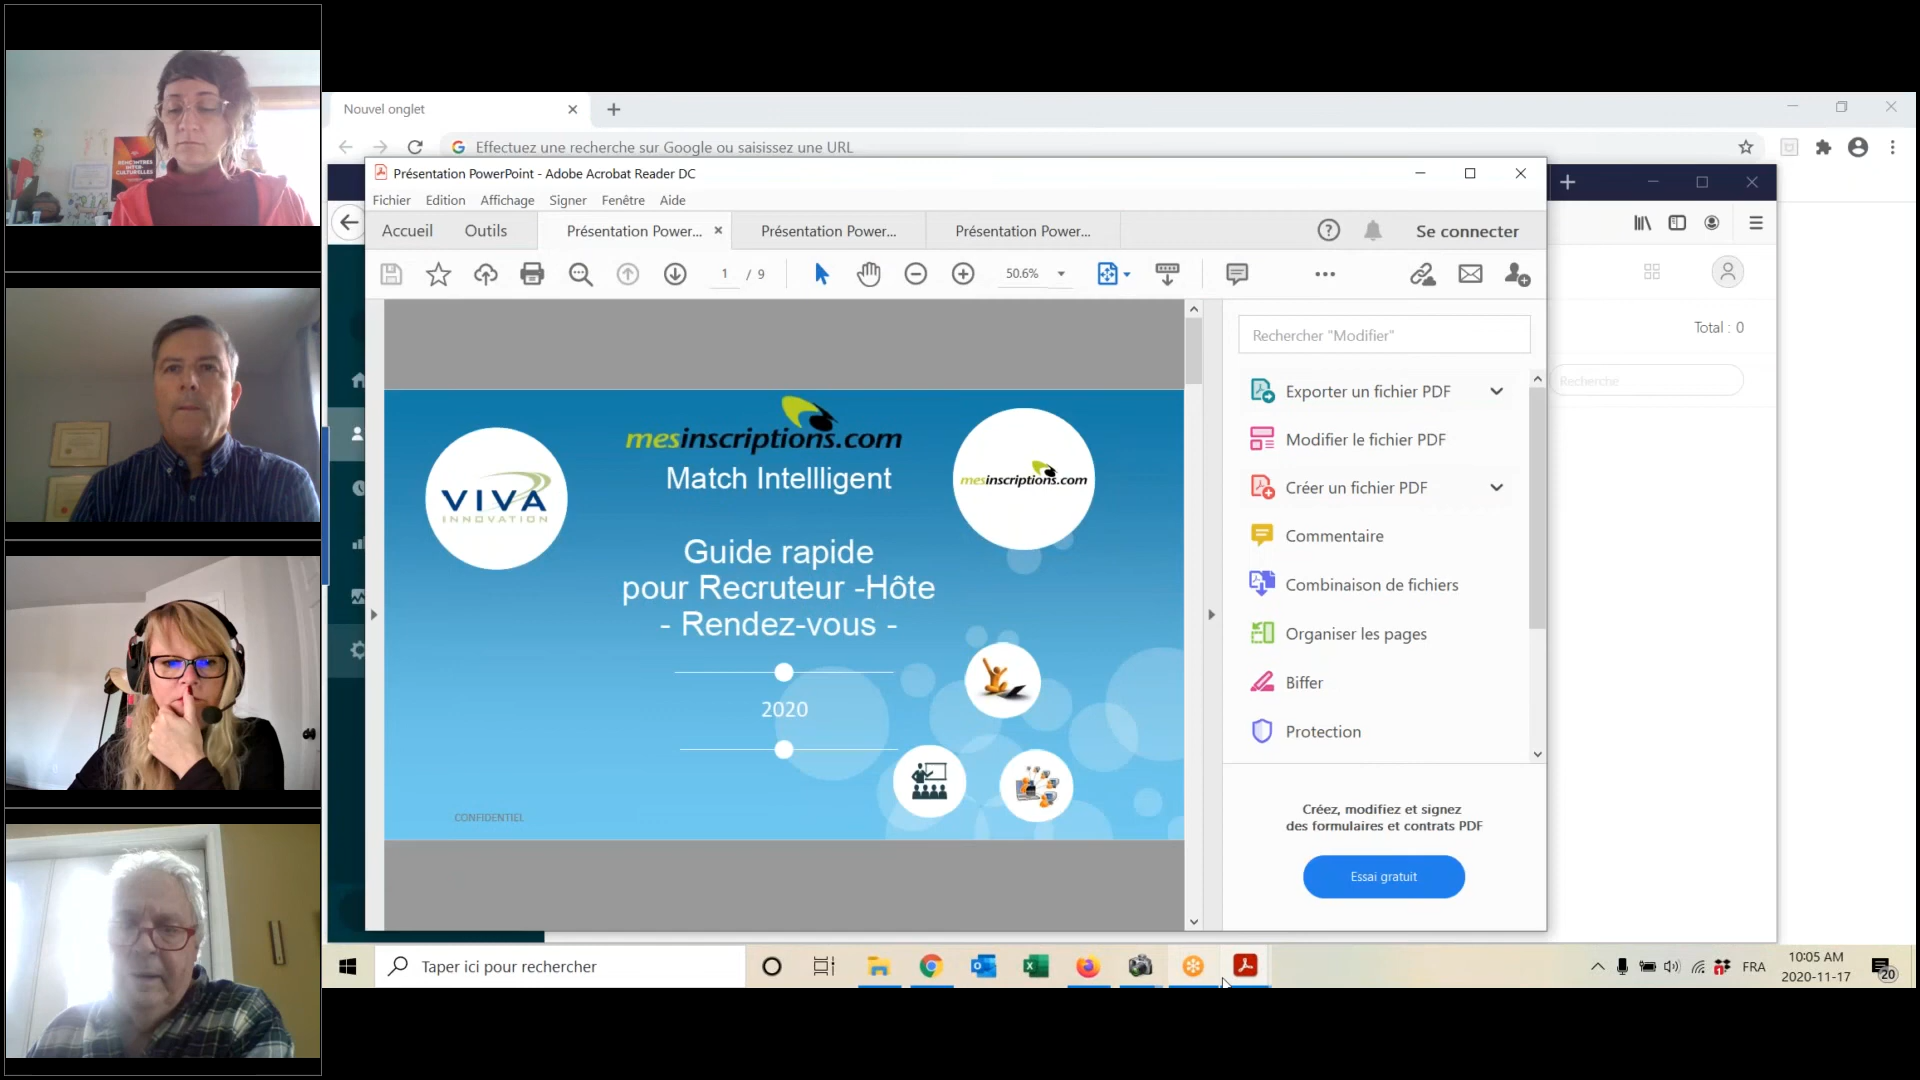 RENCONTRES
INTER-
CULTURELLES
Nouvel onglet
Effectuez une recherche sur Google ou saisissez une URL
Présentation PowerPoint - Adobe Acrobat Reader DC
Fichier Edition Affichage Signer Fenêtre Aide
Accueil Outils Présentation Power... Présentation Power... Présentation Power... Se connecter
1 / 9 50.6%
Total : 0
Rechercher "Modifier"
Recherche
Exporter un fichier PDF
Modifier le fichier PDF
Créer un fichier PDF
Commentaire
Combinaison de fichiers
Organiser les pages
Biffer
Protection
Créez, modifiez et signez
des formulaires et contrats PDF
Essai gratuit
mesinscriptions.com
Match Intellligent
VIVA
INNOVATION
mesinscriptions.com
Guide rapide
pour Recruteur -Hôte
- Rendez-vous -
2020
CONFIDENTIEL
Taper ici pour rechercher
FRA
10:05 AM
2020-11-17
20